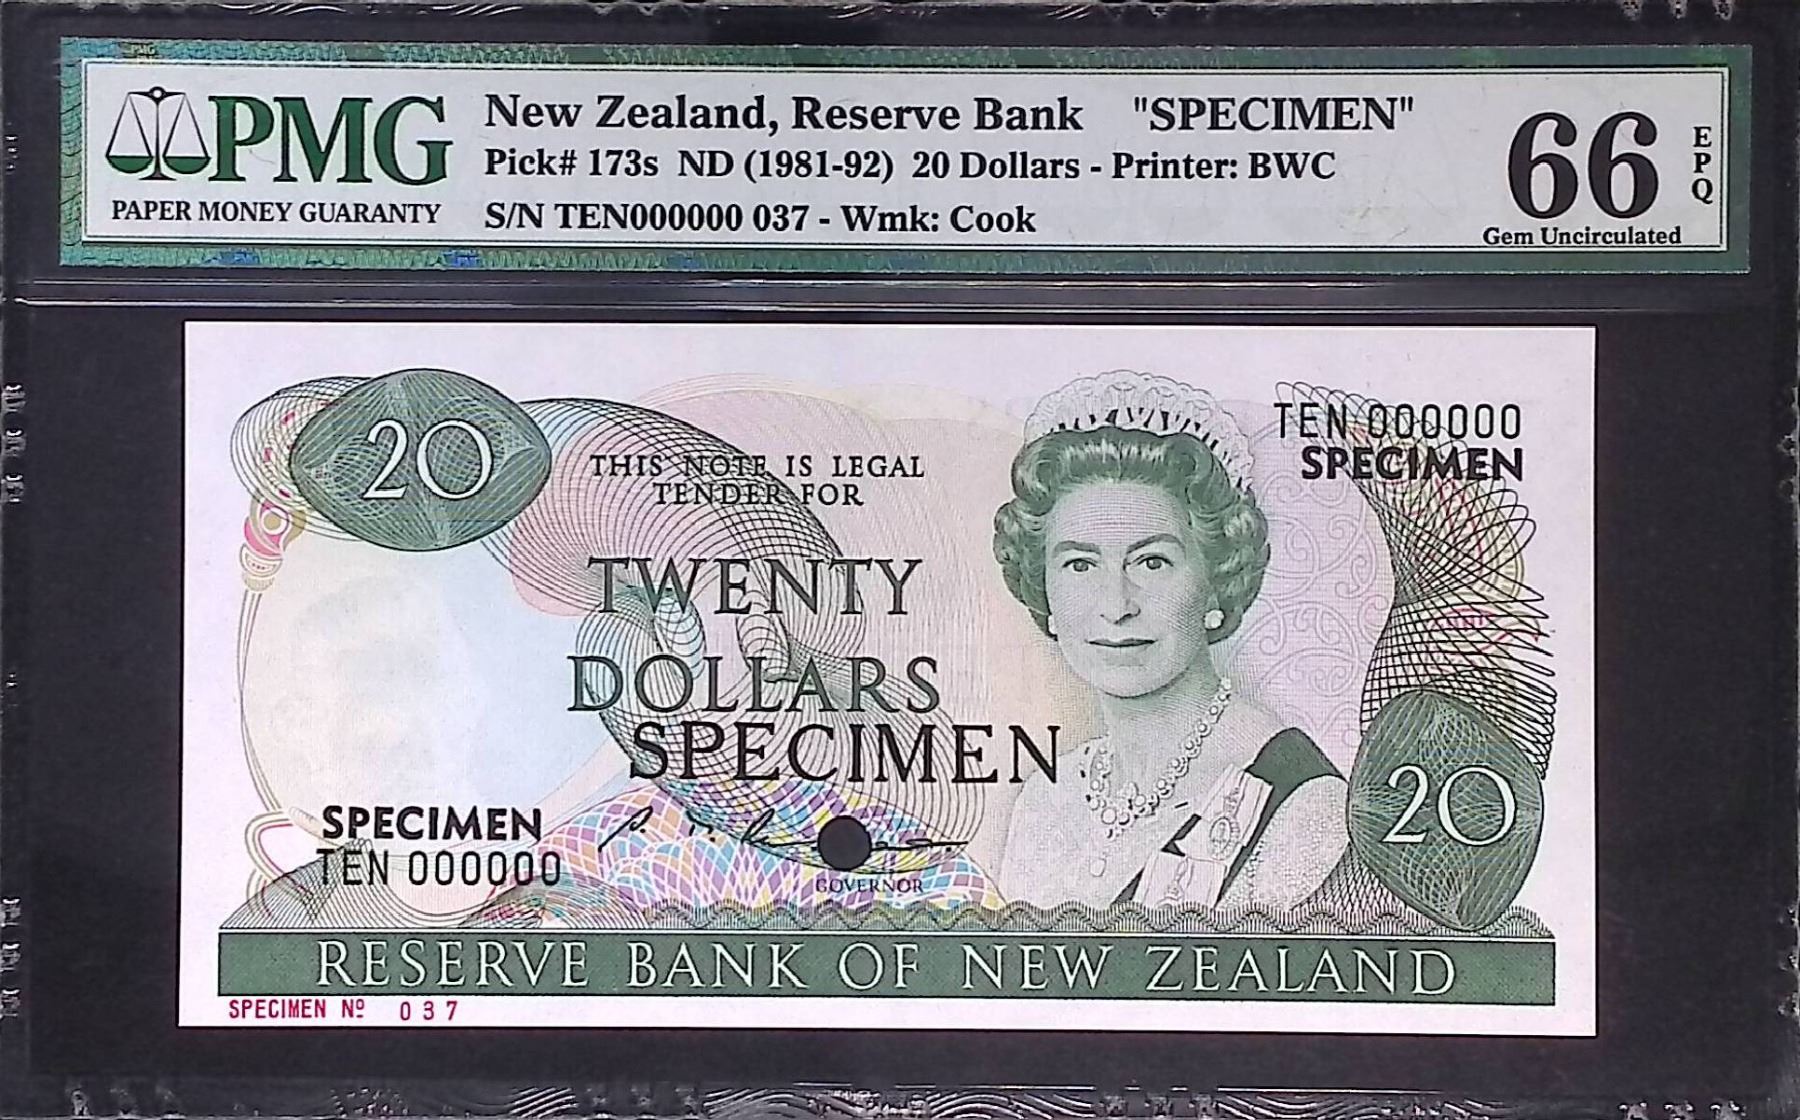 PMG
PAPER MONEY GUARANTY
New Zealand, Reserve Bank "SPECIMEN"
Pick# 173s ND (1981-92) 20 Dollars - Printer: BWC
S/N TEN000000 037 - Wmk: Cook
66
EPQ
Gem Uncirculated
20
THIS NOTE IS LEGAL
TENDER FOR
TWENTY
DOLLARS
SPECIMEN
TEN 000000
SPECIMEN
SPECIMEN
TEN 000000
GOVERNOR
20
RESERVE BANK OF NEW ZEALAND
SPECIMEN Nº 037